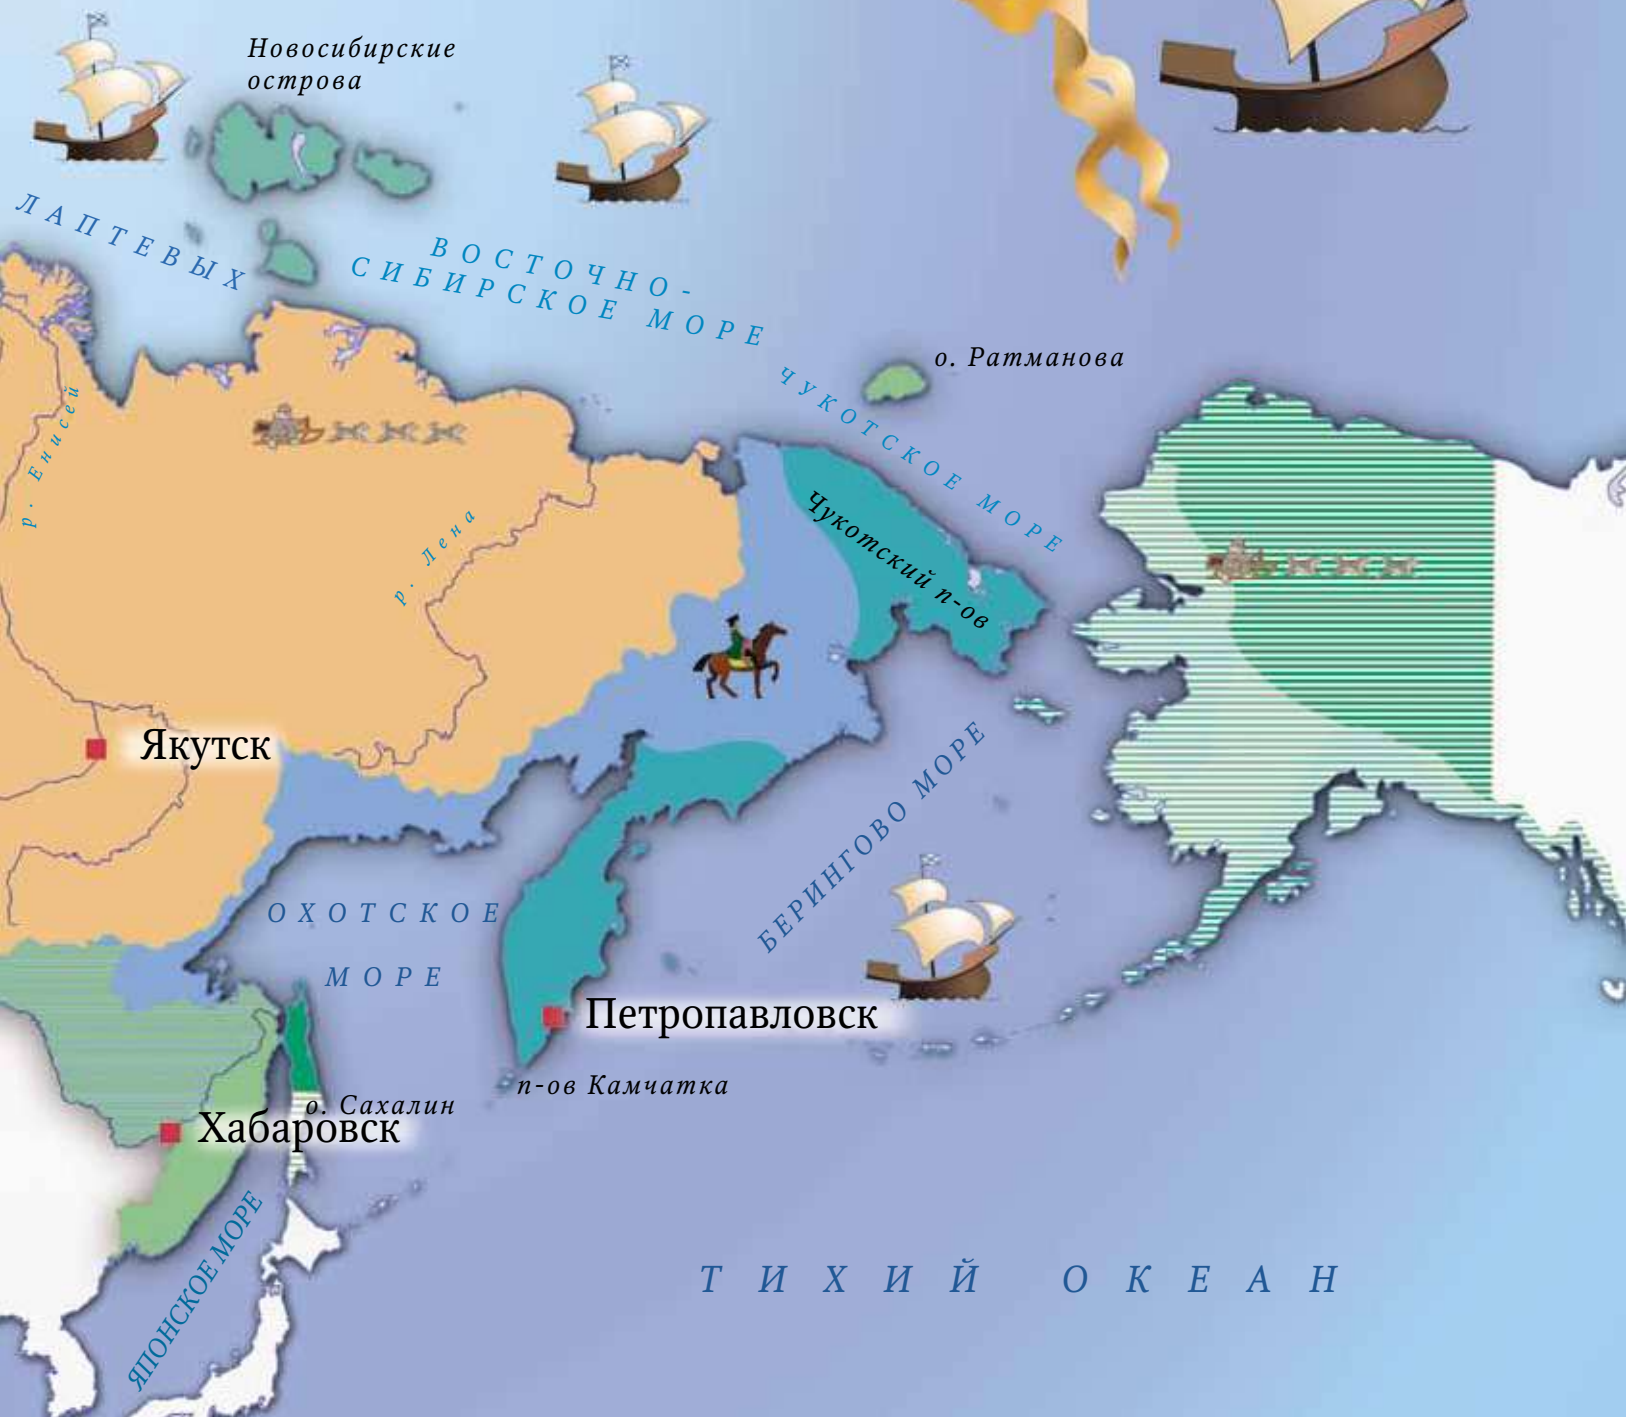 Новосибирские
острова
ЛАПТЕВЫХ
ВОСТОЧНО-
СИБИРСКОЕ МОРЕ
о. Ратманова
ЧУКОТСКОЕ МОРЕ
р. Енисей
р. Лена
Чукотский п-ов
Якутск
БЕРИНГОВО МОРЕ
ОХОТСКОЕ
МОРЕ
Петропавловск
п-ов Камчатка
о. Сахалин
Хабаровск
ЯПОНСКОЕ МОРЕ
ТИХИЙ ОКЕАН